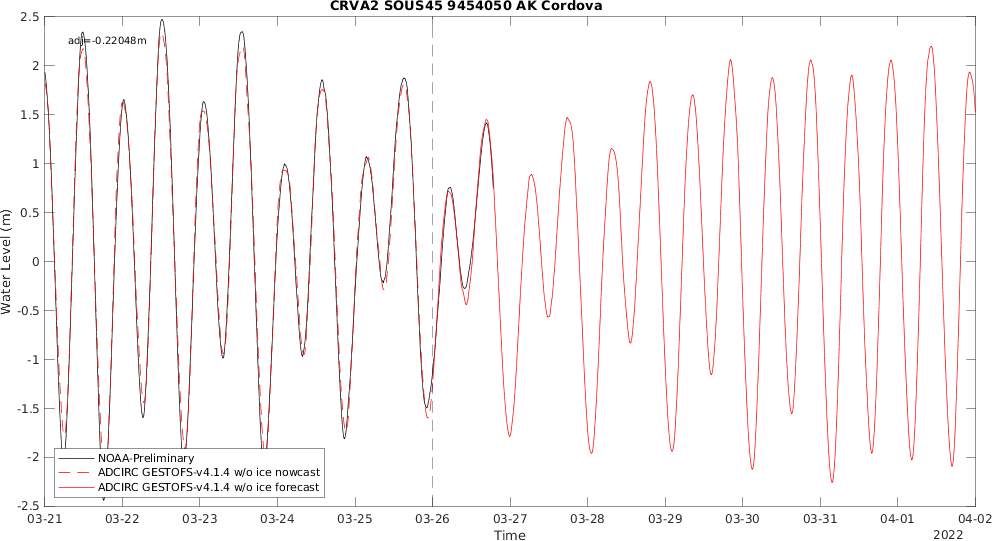 CRVA2 SOUS45 9454050 AK Cordova
adj=-0.22048m
2.5
2
1.5
1
0.5
0
-0.5
-1
-1.5
-2
-2.5
Water Level (m)
NOAA-Preliminary
ADCIRC GESTOFS-v4.1.4 w/o ice nowcast
ADCIRC GESTOFS-v4.1.4 w/o ice forecast
03-21 03-22 03-23 03-24 03-25 03-26 03-27 03-28 03-29 03-30 03-31 04-01 04-02
Time
2022